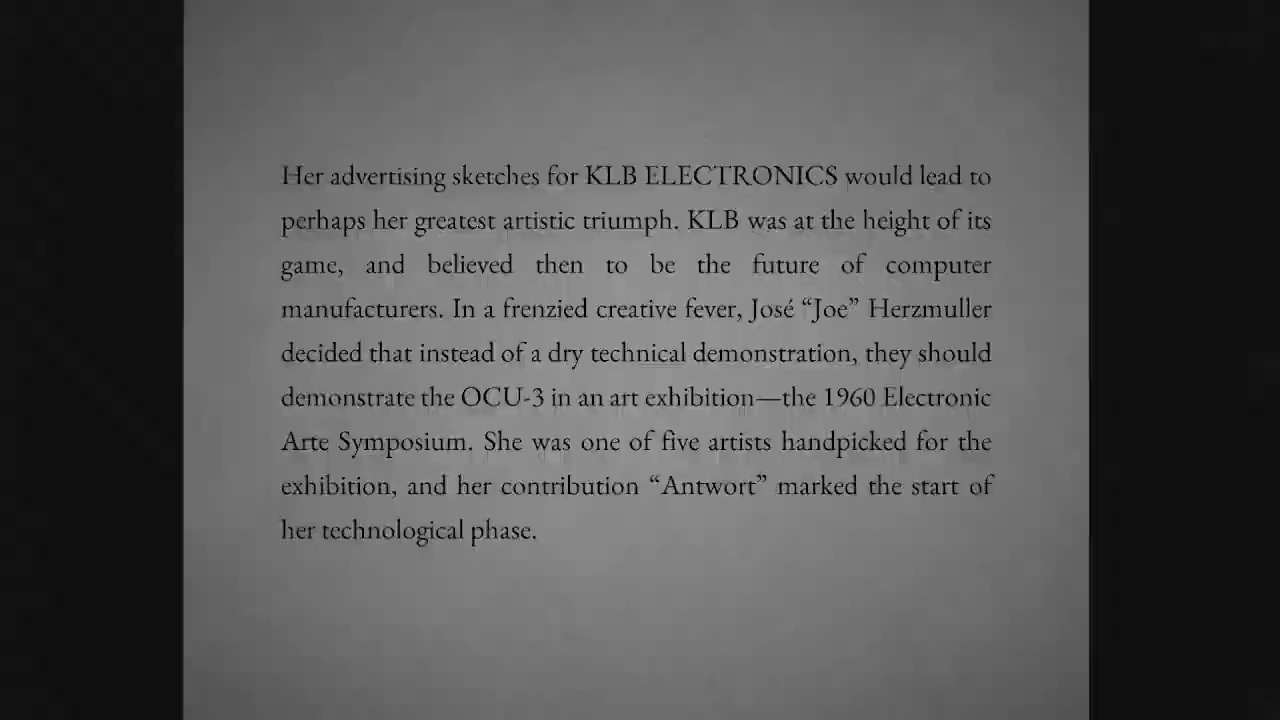 Her advertising sketches for KLB ELECTRONICS would lead to
perhaps her greatest artistic triumph. KLB was at the height of its
game, and believed then to be the future of computer
manufacturers. In a frenzied creative fever, José “Joe” Herzmuller
decided that instead of a dry technical demonstration, they should
demonstrate the OCU-3 in an art exhibition—the 1960 Electronic
Arte Symposium. She was one of five artists handpicked for the
exhibition, and her contribution “Antwort” marked the start of
her technological phase.